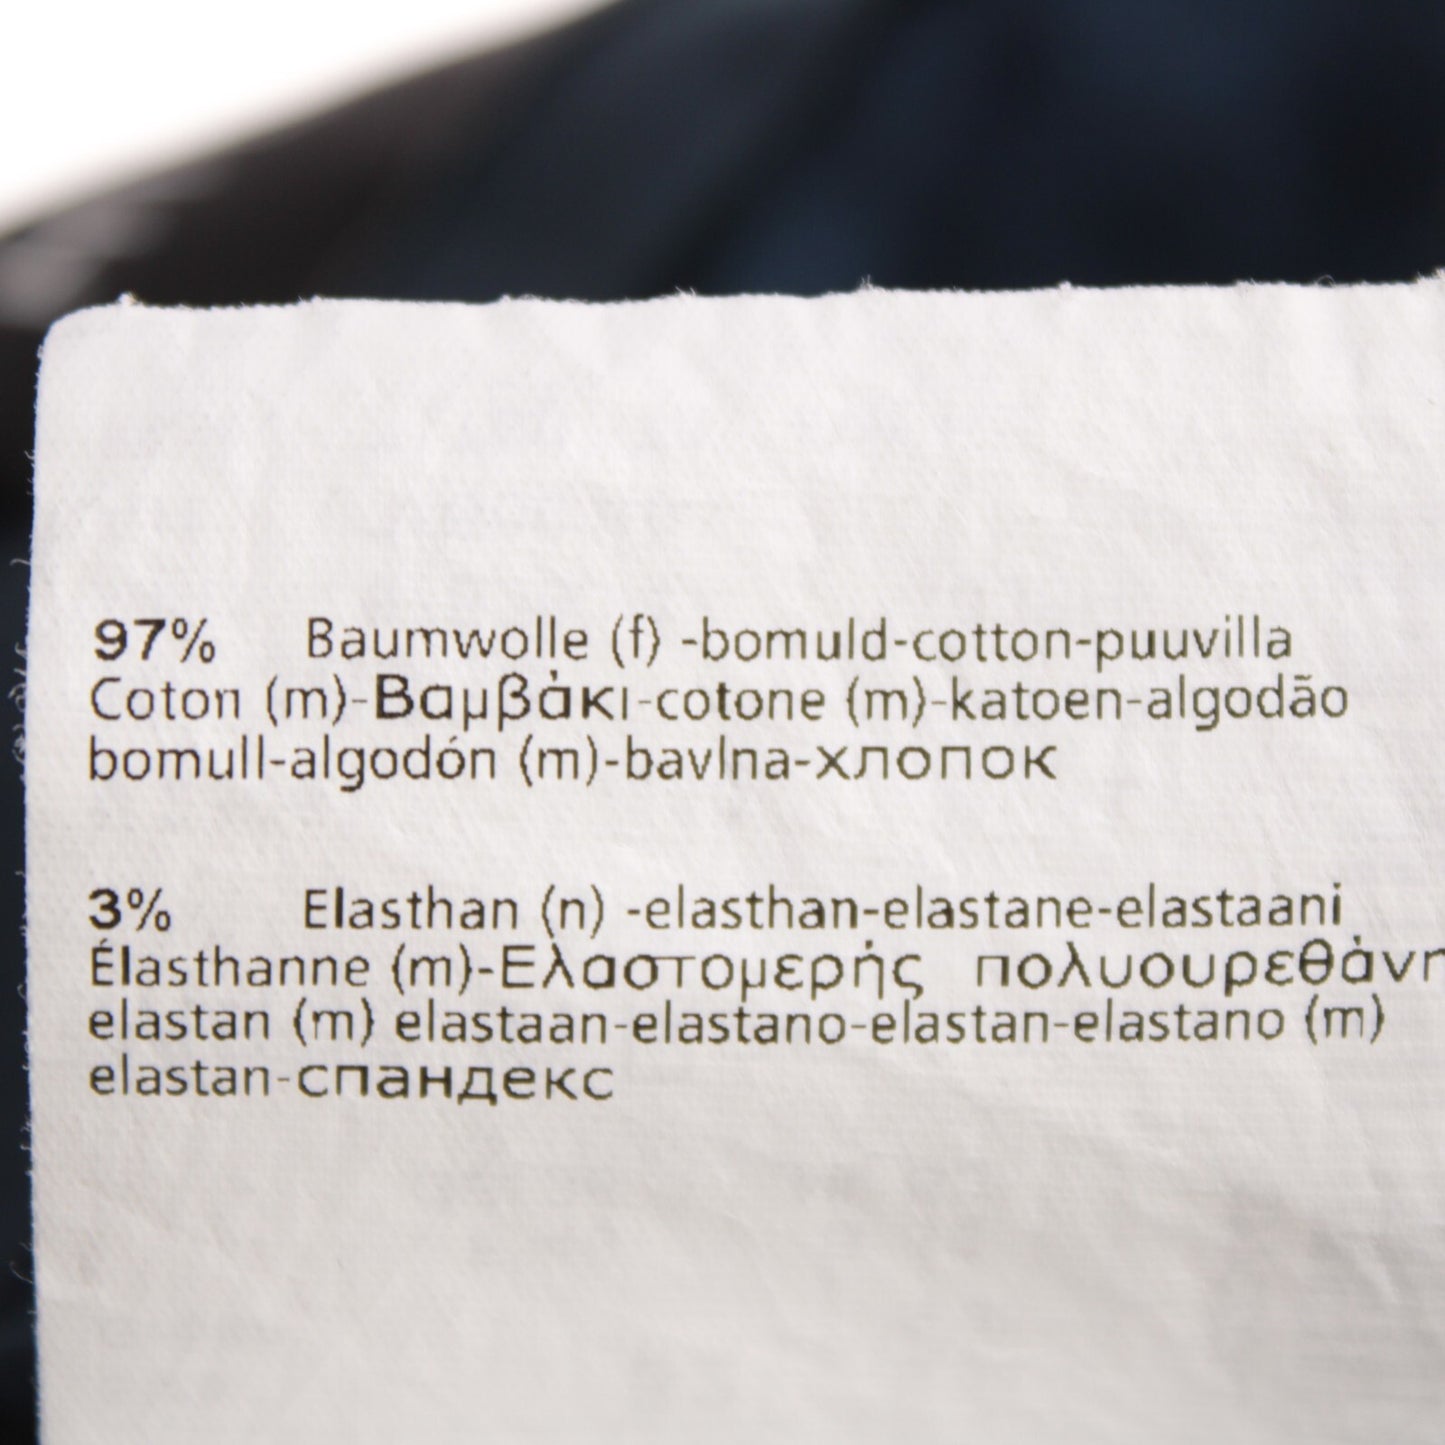 97% Baumwolle (f) -bomuld-cotton-puuvilla
Coton (m)-Βαμβάκι-cotone (m)-katoen-algodão
bomull-algodón (m)-bavlna-хлопок
3% Elasthan (n) -elasthan-elastane-elastaani
Élasthanne (m)-Ελαστομερής πολυουρεθάνη
elastan (m) elastaan-elastano-elastan-elastano (m)
elastan-спандекс